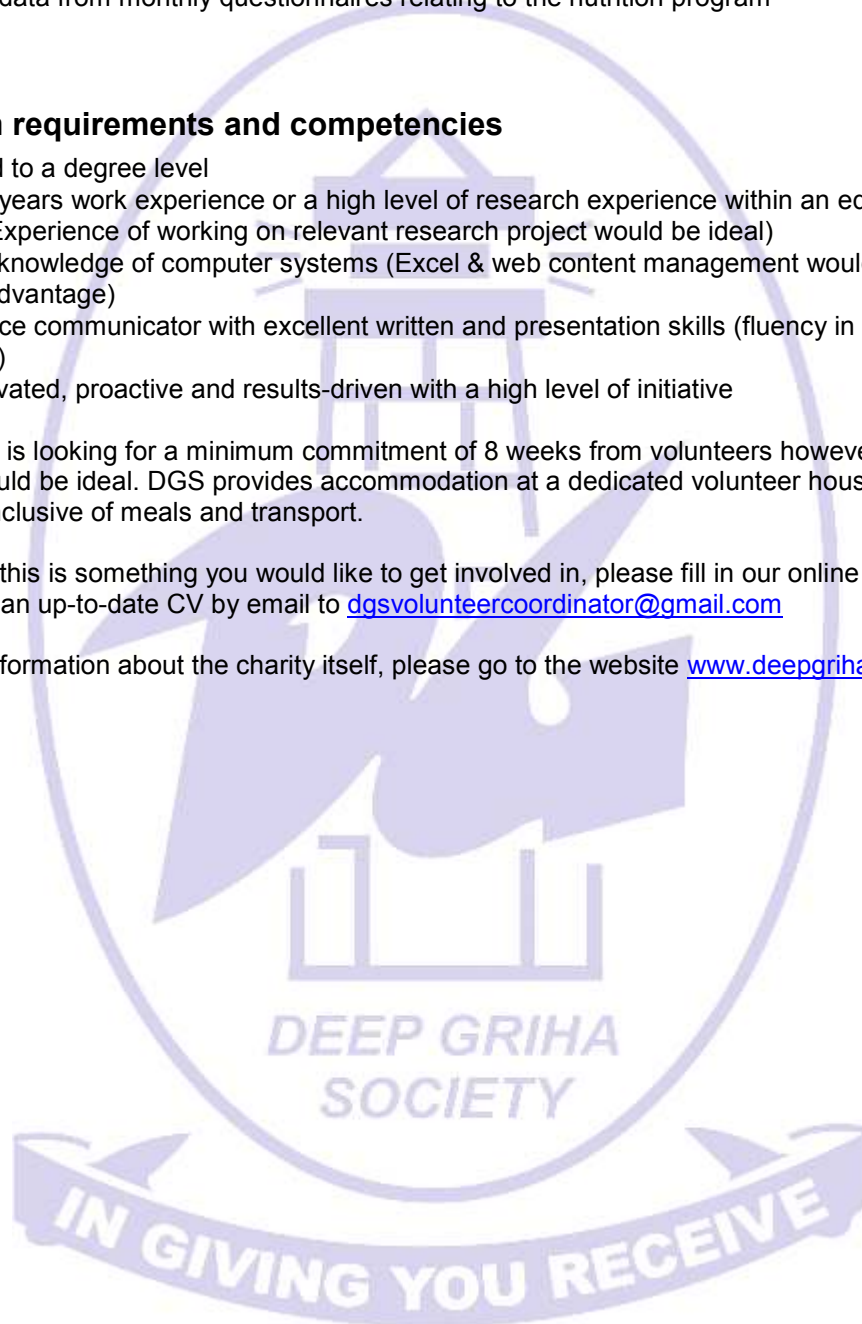 data from monthly questionnaires relating to the nutrition program
requirements and competencies
to a degree level
years work experience or a high level of research experience within an
Experience of working on relevant research project would be ideal)
knowledge of computer systems (Excel & web content management
dvantage)
ce communicator with excellent written and presentation skills (fluency in
)
vated, proactive and results-driven with a high level of initiative
is looking for a minimum commitment of 8 weeks from volunteers
uld be ideal. DGS provides accommodation at a dedicated volunteer
nclusive of meals and transport.
this is something you would like to get involved in, please fill in our online
an up-to-date CV by email to dgsvolunteercoordinator@gmail.com
formation about the charity itself, please go to the website www.deepgriha
DEEP GRIHA
SOCIETY
IN GIVING YOU RECEIVE